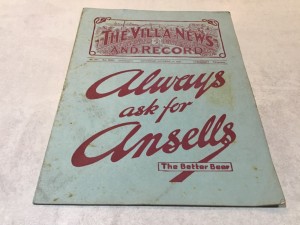 THE VILLA NEWS
AND RECORD
Always
ask for
Ansells
The Better Beer